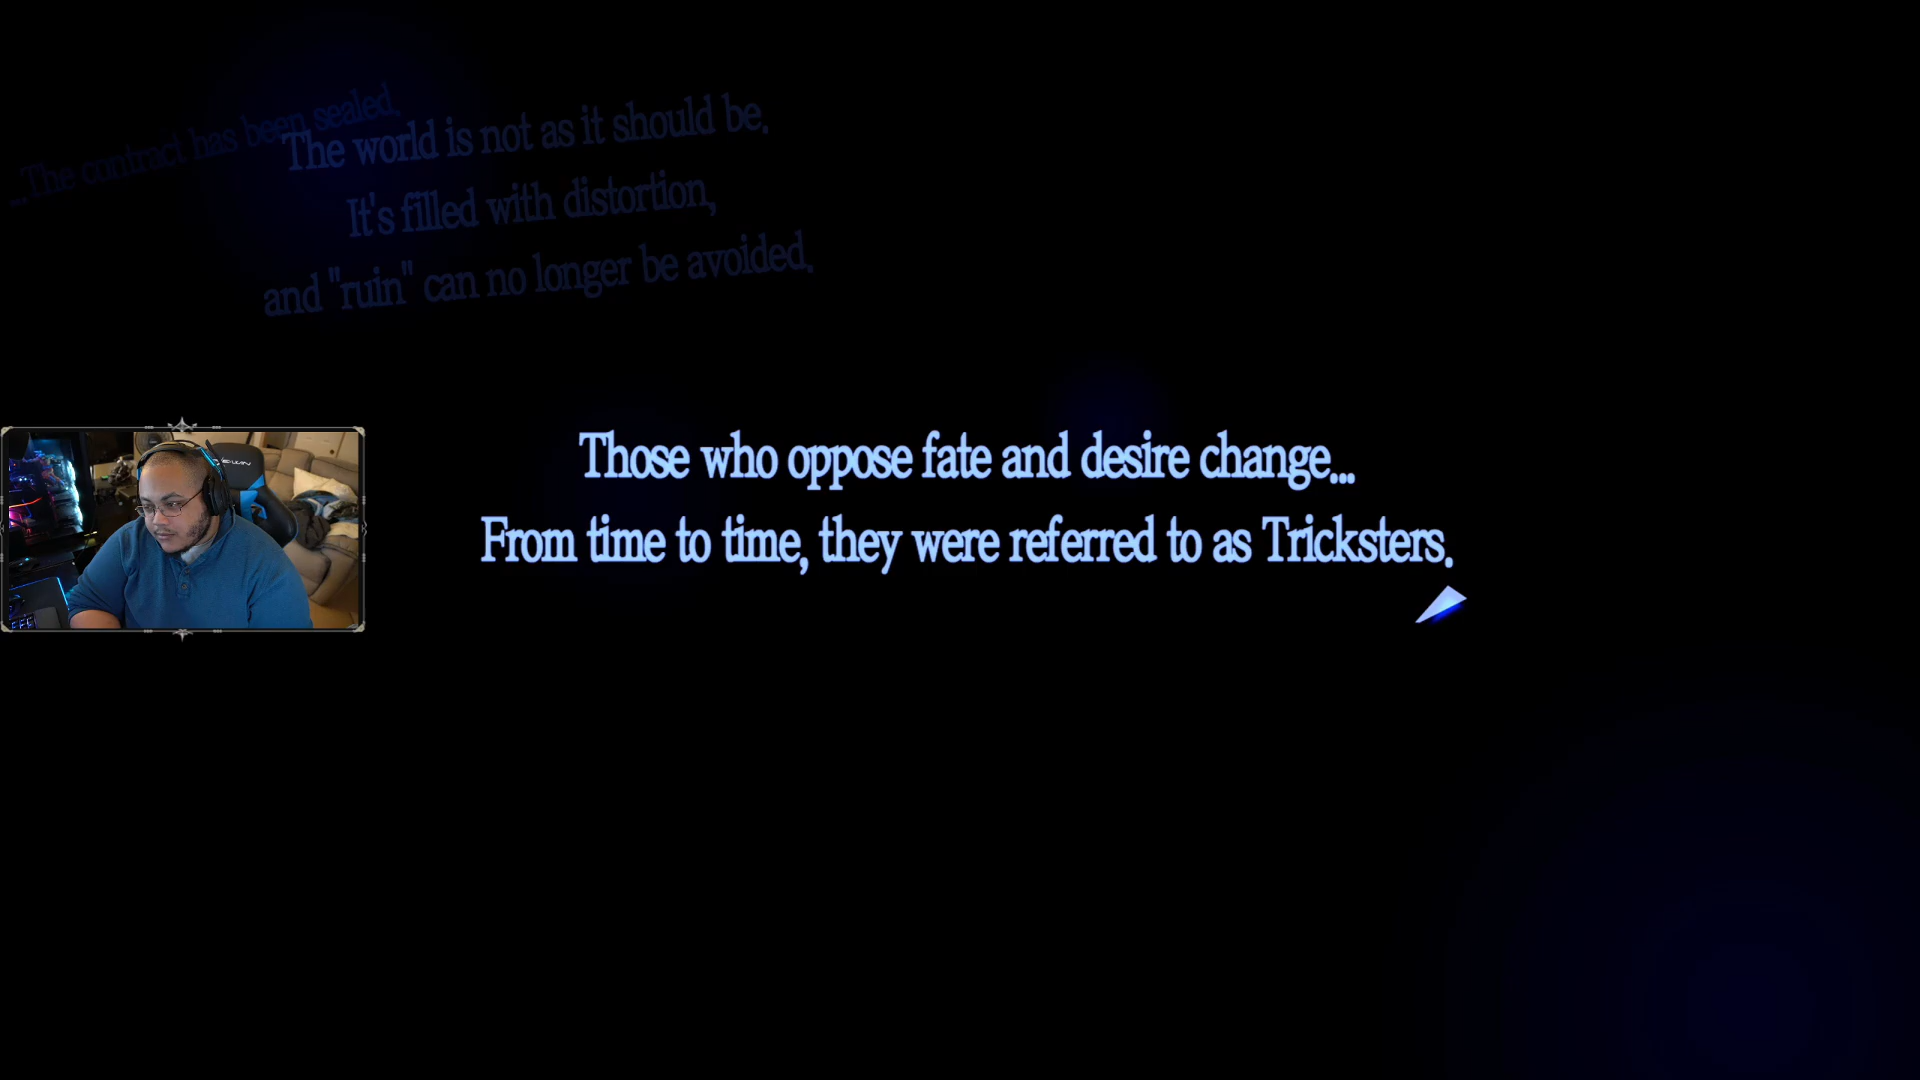 ...The contract has been sealed.
The world is not as it should be.
It's filled with distortion,
and "ruin" can no longer be avoided.
Those who oppose fate and desire change...
From time to time, they were referred to as Tricksters.